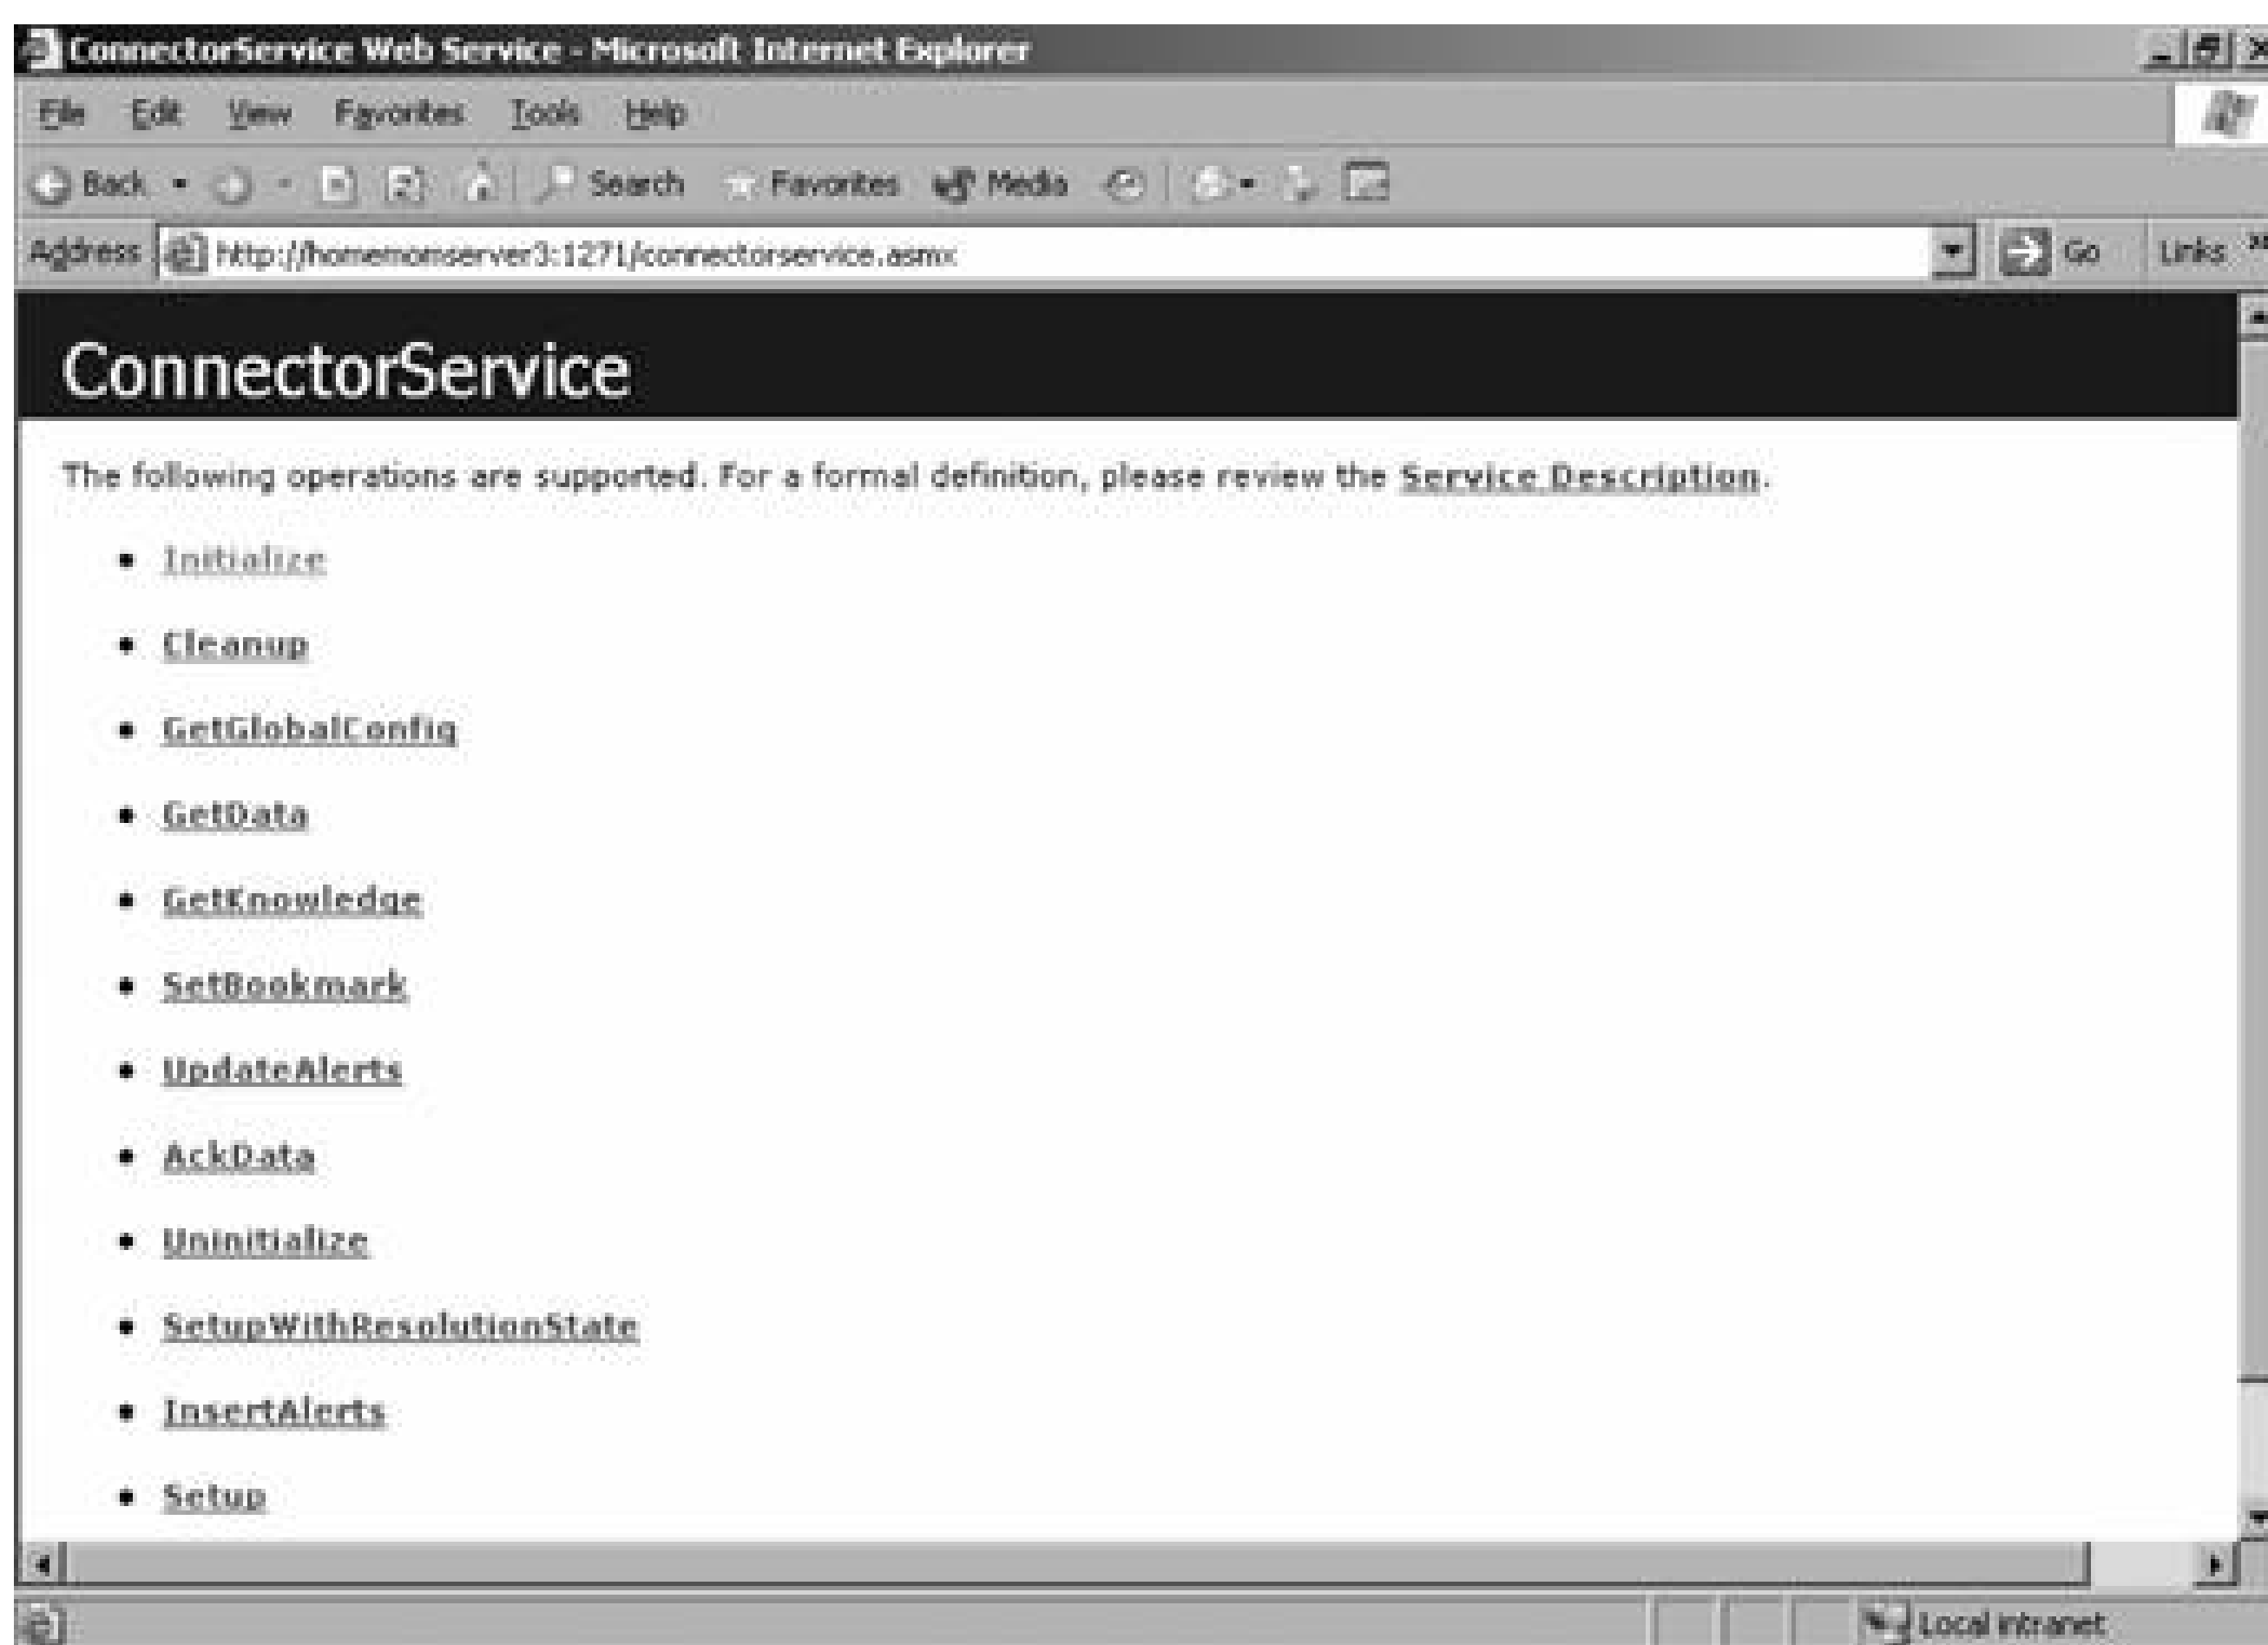 ConnectorService Web Service - Microsoft Internet Explorer
File Edit View Favorites Tools Help
Back Search Favorites Media
Address http://homemomserver3:1271/connectorservice.asmx Go Links »
ConnectorService
The following operations are supported. For a formal definition, please review the Service Description.
• Initialize
• Cleanup
• GetGlobalConfig
• GetData
• GetKnowledge
• SetBookmark
• UpdateAlerts
• AckData
• Uninitialize
• SetupWithResolutionState
• InsertAlerts
• Setup
Local intranet